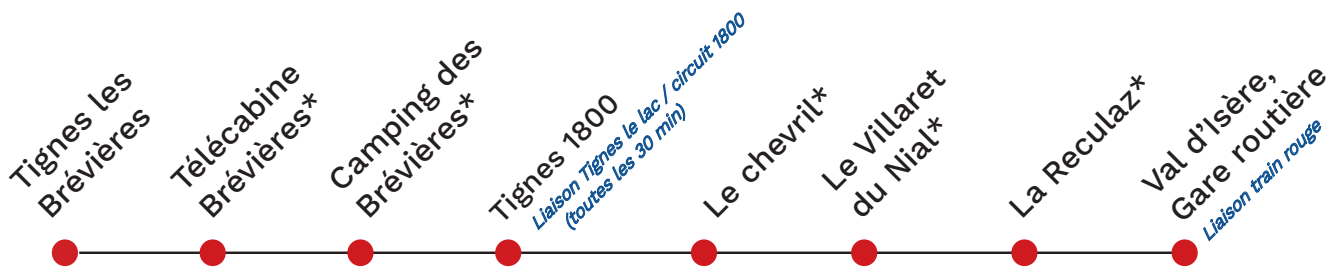 Tignes les
Brévières
Télécabine
Brévières*
Camping des
Brévières*
Tignes 1800
Liaison Tignes le lac / circuit 1800
(toutes les 30 min)
Le chevril*
Le Villaret
du Nial*
La Reculaz*
Val d'Isère,
Gare routière
Liaison train rouge